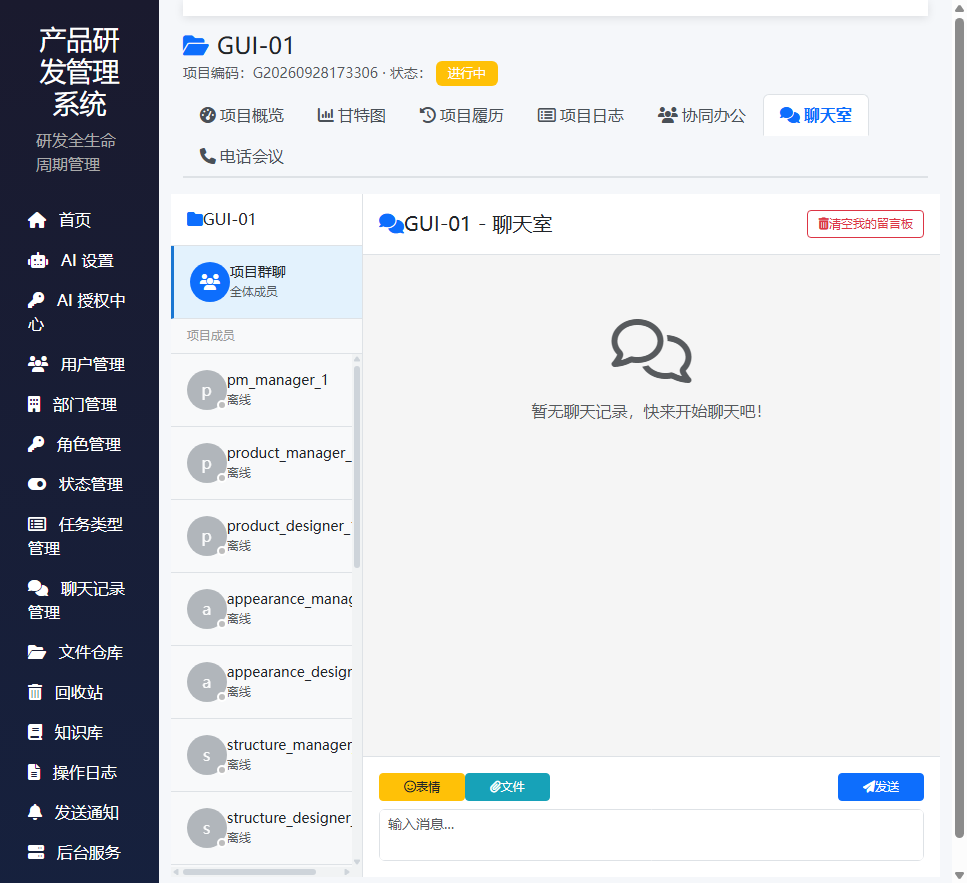 产品研
发管理
系统
研发全生命
周期管理
首页
AI 设置
AI 授权中
心
用户管理
部门管理
角色管理
状态管理
任务类型
管理
聊天记录
管理
文件仓库
回收站
知识库
操作日志
发送通知
后台服务
GUI-01
项目编码：G20260928173306 · 状态： 进行中
项目概览 甘特图 项目履历 项目日志 协同办公 聊天室
电话会议
GUI-01
项目群聊
全体成员
项目成员
p
pm_manager_1
离线
p
product_manager_
离线
p
product_designer_
离线
a
appearance_manag
离线
a
appearance_design
离线
s
structure_manager
离线
s
structure_designer_
离线
GUI-01 - 聊天室
清空我的留言板
暂无聊天记录，快来开始聊天吧！
表情 文件 发送
输入消息...